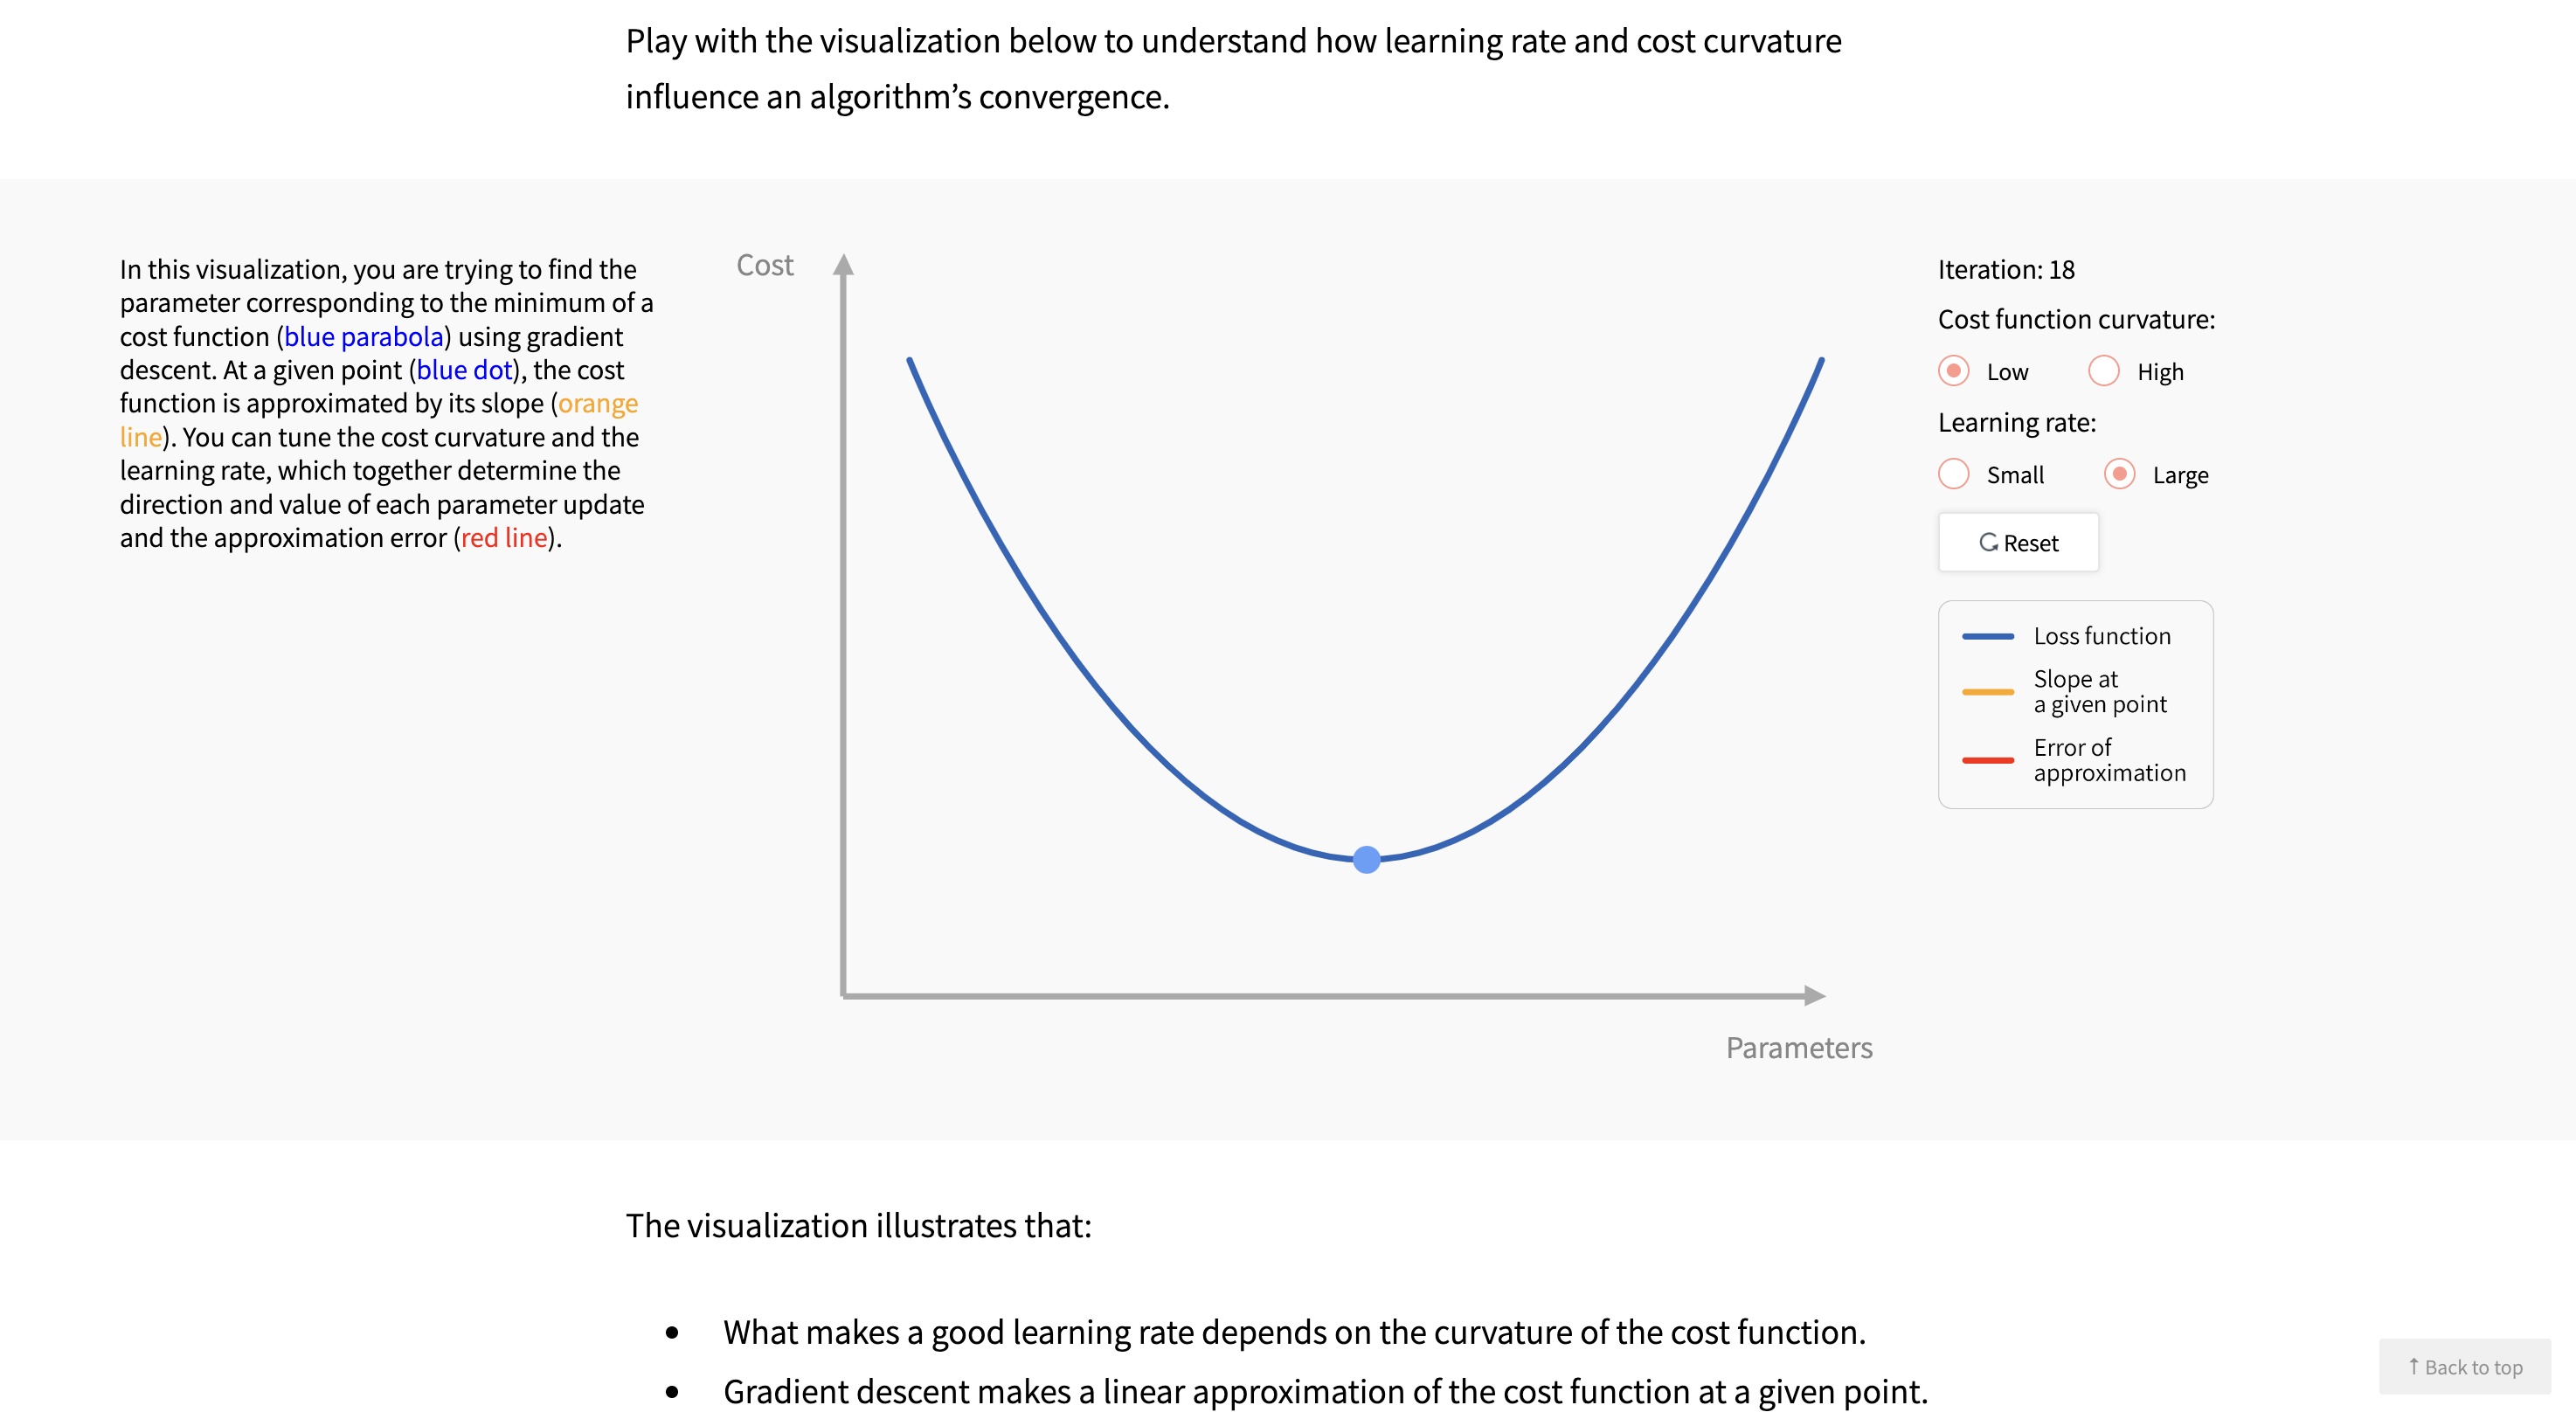 Play with the visualization below to understand how learning rate and cost curvature
influence an algorithm’s convergence.
In this visualization, you are trying to find the
parameter corresponding to the minimum of a
cost function (blue parabola) using gradient
descent. At a given point (blue dot), the cost
function is approximated by its slope (orange
line). You can tune the cost curvature and the
learning rate, which together determine the
direction and value of each parameter update
and the approximation error (red line).
Cost
Parameters
Iteration: 18
Cost function curvature:
Low High
Learning rate:
Small Large
Reset
Loss function
Slope at
a given point
Error of
approximation
The visualization illustrates that:
• What makes a good learning rate depends on the curvature of the cost function.
• Gradient descent makes a linear approximation of the cost function at a given point.
↑ Back to top